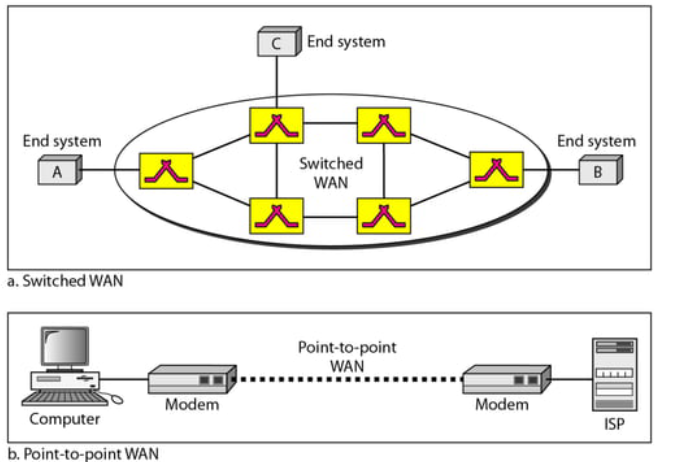 C
End system
End system
A
Switched
WAN
End system
B
a. Switched WAN
Point-to-point
WAN
Computer
Modem
Modem
ISP
b. Point-to-point WAN